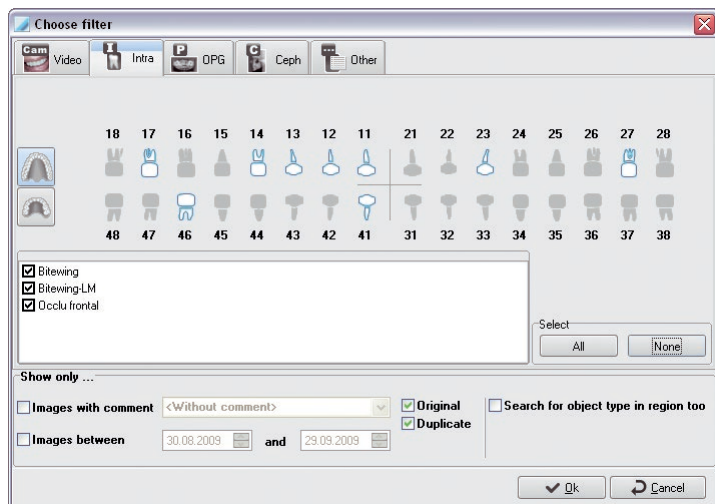 Choose filter
Cam Video I Intra P OPG C Ceph Other
18 17 16 15 14 13 12 11 21 22 23 24 25 26 27 28
48 47 46 45 44 43 42 41 31 32 33 34 35 36 37 38
Bitewing
Bitewing-LM
Occlu frontal
Select
All None
Show only ...
Images with comment <Without comment> Original Search for object type in region too
Duplicate
Images between 30.08.2009 and 29.09.2009
Ok Cancel